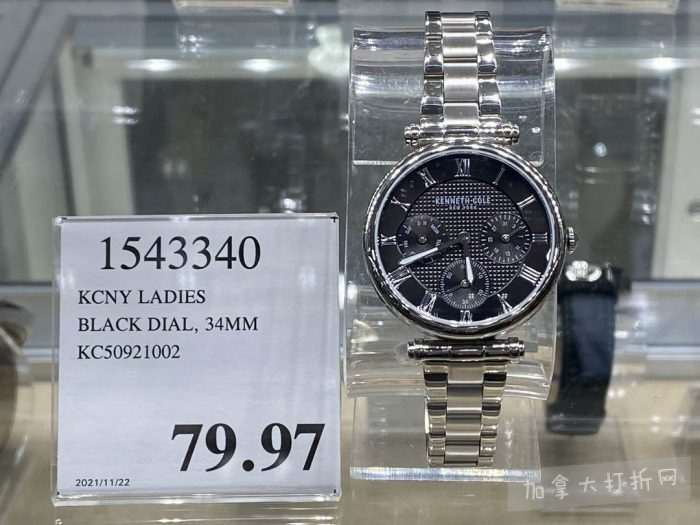 1543340
KCNY LADIES
BLACK DIAL, 34MM
KC50921002
79.97
2021/11/22
KENNETH COLE
NEW YORK
加拿大打折网